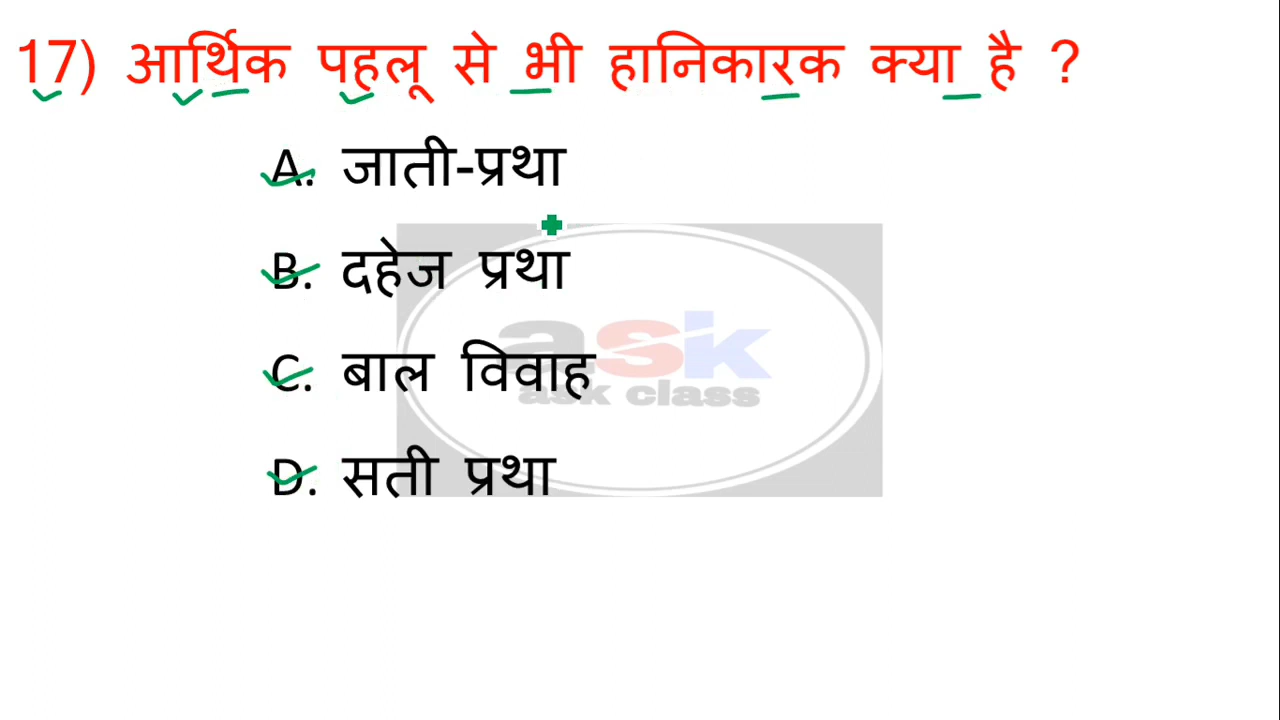 17) आर्थिक पहलू से भी हानिकारक क्या है ?
A. जाती-प्रथा
B. दहेज प्रथा
ask
C. बाल विवाह
ask class
D. सती प्रथा